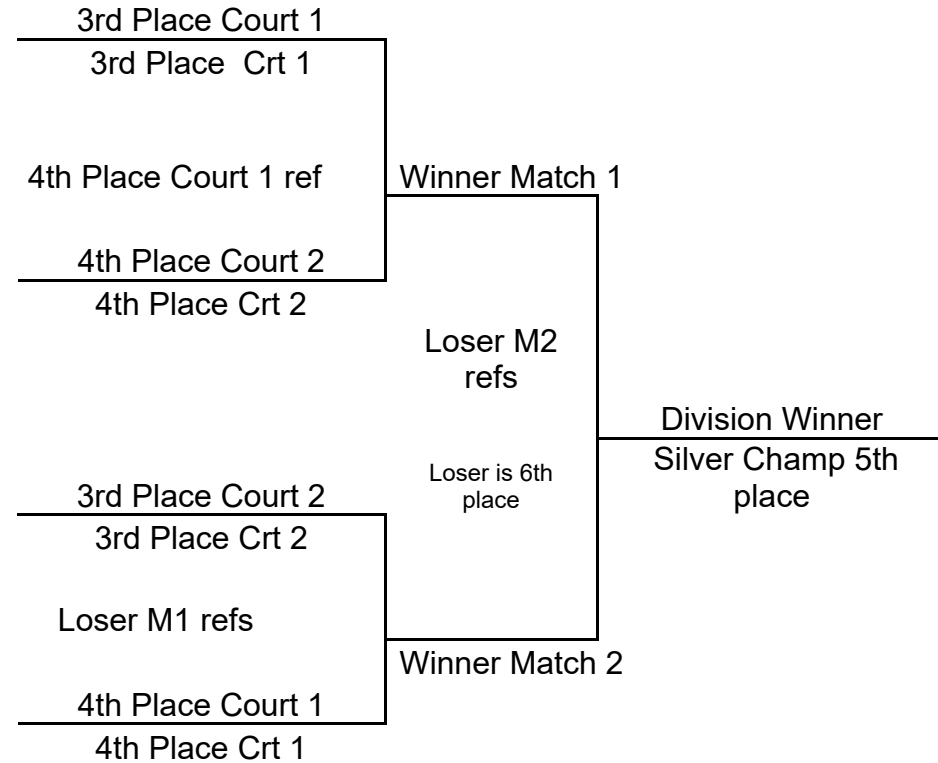 3rd Place Court 1
3rd Place  Crt 1
4th Place Court 1 ref
Winner Match 1
4th Place Court 2
4th Place Crt 2
Loser M2
refs
Division Winner
Silver Champ 5th
place
Loser is 6th
place
3rd Place Court 2
3rd Place Crt 2
Loser M1 refs
Winner Match 2
4th Place Court 1
4th Place Crt 1